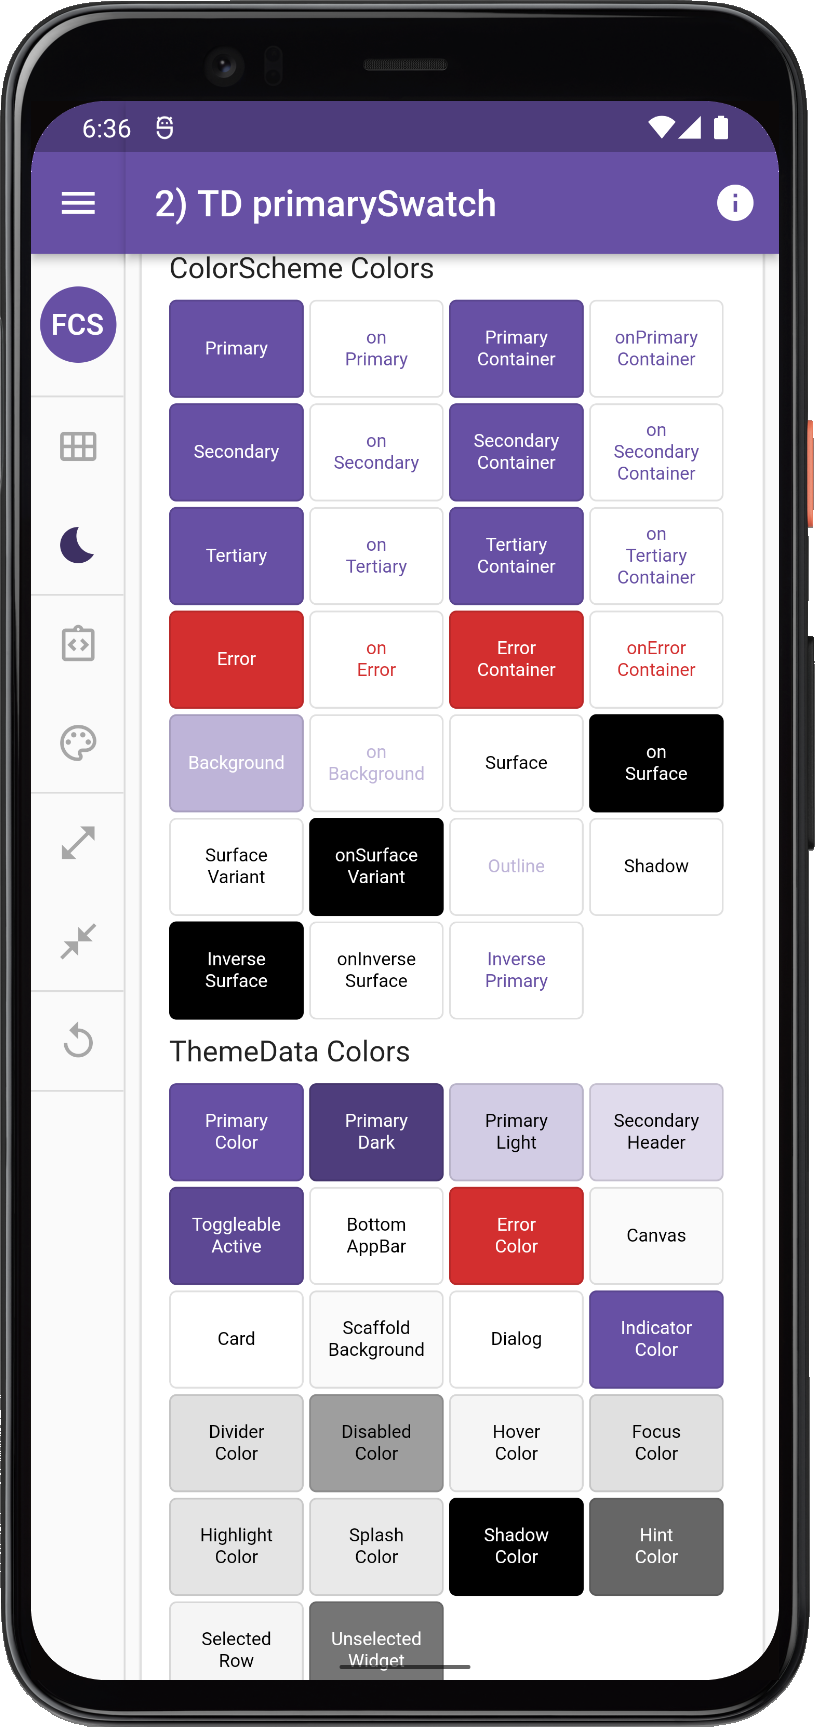 6:36
2) TD primarySwatch
FCS
ColorScheme Colors
Primary
on
Primary
Primary
Container
onPrimary
Container
Secondary
on
Secondary
Secondary
Container
on
Secondary
Container
Tertiary
on
Tertiary
Tertiary
Container
on
Tertiary
Container
Error
on
Error
Error
Container
onError
Container
Background
on
Background
Surface
on
Surface
Surface
Variant
onSurface
Variant
Outline
Shadow
Inverse
Surface
onInverse
Surface
Inverse
Primary
ThemeData Colors
Primary
Color
Primary
Dark
Primary
Light
Secondary
Header
Toggleable
Active
Bottom
AppBar
Error
Color
Canvas
Card
Scaffold
Background
Dialog
Indicator
Color
Divider
Color
Disabled
Color
Hover
Color
Focus
Color
Highlight
Color
Splash
Color
Shadow
Color
Hint
Color
Selected
Row
Unselected
Widget